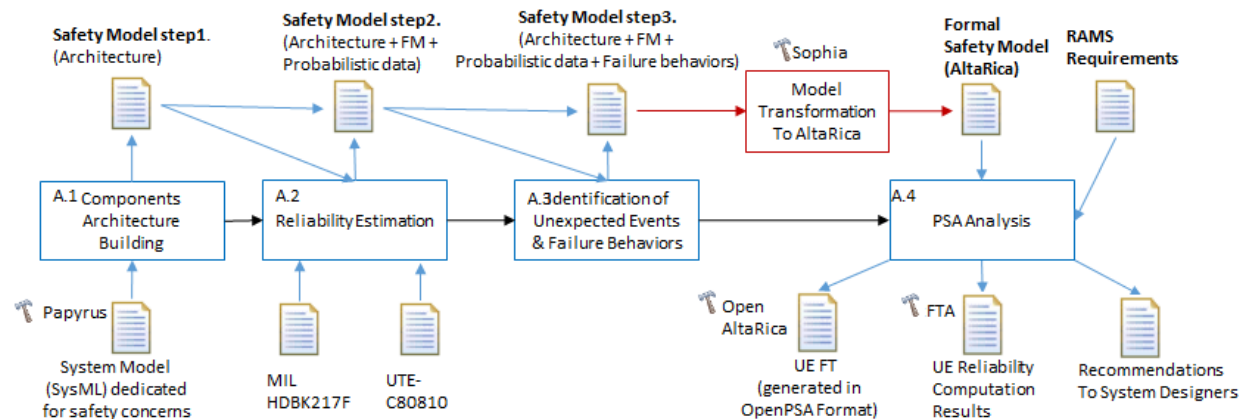 Safety Model step1.
(Architecture)
Safety Model step2.
(Architecture + FM +
Probabilistic data)
Safety Model step3.
(Architecture + FM +
Probabilistic data + Failure behaviors)
Sophia
Model
Transformation
To AltaRica
Formal
Safety Model
(AltaRica)
RAMS
Requirements
A.1 Components
Architecture
Building
A.2
Reliability Estimation
A.3Identification of
Unexpected Events
& Failure Behaviors
A.4
PSA Analysis
Papyrus
System Model
(SysML) dedicated
for safety concerns
MIL
HDBK217F
UTE-
C80810
Open
AltaRica
UE FT
(generated in
OpenPSA Format)
FTA
UE Reliability
Computation
Results
Recommendations
To System Designers